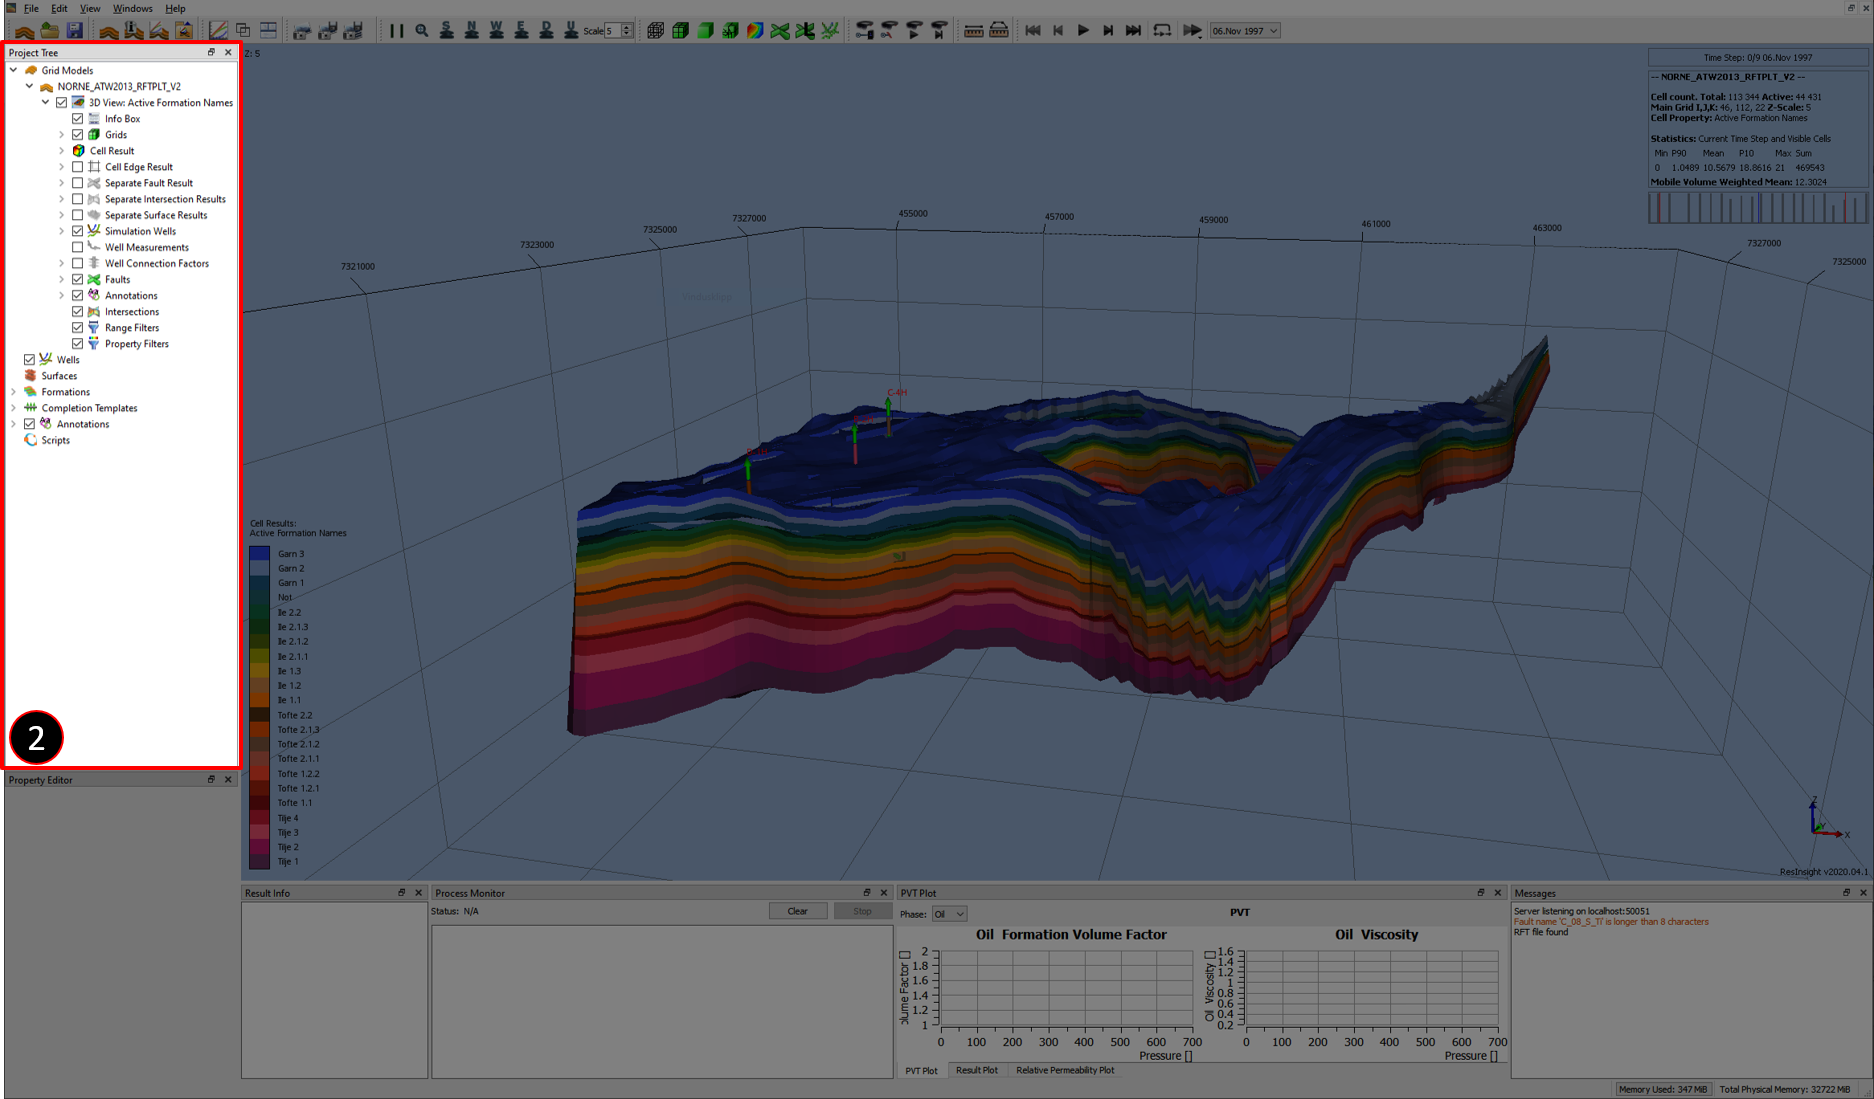 File Edit View Windows Help
S N W E D U Scale 5 06.Nov 1997
Project Tree
Grid Models
NORNE_ATW2013_RFTPLT_V2
3D View: Active Formation Names
Info Box
Grids
Cell Result
Cell Edge Result
Separate Fault Result
Separate Intersection Results
Separate Surface Results
Simulation Wells
Well Measurements
Well Connection Factors
Faults
Annotations
Intersections
Range Filters
Property Filters
Wells
Surfaces
Formations
Completion Templates
Annotations
Scripts
2
Property Editor
Z: 5
Time Step: 0/9 06.Nov 1997
-- NORNE_ATW2013_RFTPLT_V2 --
Cell count. Total: 113 344 Active: 44 431
Main Grid I,J,K: 46, 112, 22 Z-Scale: 5
Cell Property: Active Formation Names
Statistics: Current Time Step and Visible Cells
Min P90 Mean P10 Max Sum
0 1.0489 10.5679 18.8616 21 469543
Mobile Volume Weighted Mean: 12.3024
7321000
7323000
7325000
7327000
455000
457000
459000
461000
463000
7327000
7325000
C-4H
Cell Results:
Active Formation Names
Garn 3
Garn 2
Garn 1
Not
Ile 2.2
Ile 2.1.3
Ile 2.1.2
Ile 2.1.1
Ile 1.3
Ile 1.2
Ile 1.1
Tofte 2.2
Tofte 2.1.3
Tofte 2.1.2
Tofte 2.1.1
Tofte 1.2.2
Tofte 1.2.1
Tofte 1.1
Tilje 4
Tilje 3
Tilje 2
Tilje 1
Z
Y
X
ResInsight v2020.04.1
Result Info
Process Monitor
Status: N/A
Clear
Stop
PVT Plot
Phase: Oil
PVT
Oil Formation Volume Factor
2
1.8
1.6
1.4
1.2
1
0 100 200 300 400 500 600 700
Pressure []
Oil Viscosity
Oil Viscosity
1.6
1.4
1.2
1
0.8
0.6
0.4
0.2
0 100 200 300 400 500 600 700
Pressure []
PVT Plot Result Plot Relative Permeability Plot
Messages
Server listening on localhost:50051
Fault name 'C_08_S_Ti' is longer than 8 characters
RFT file found
Memory Used: 347 MiB Total Physical Memory: 32722 MiB